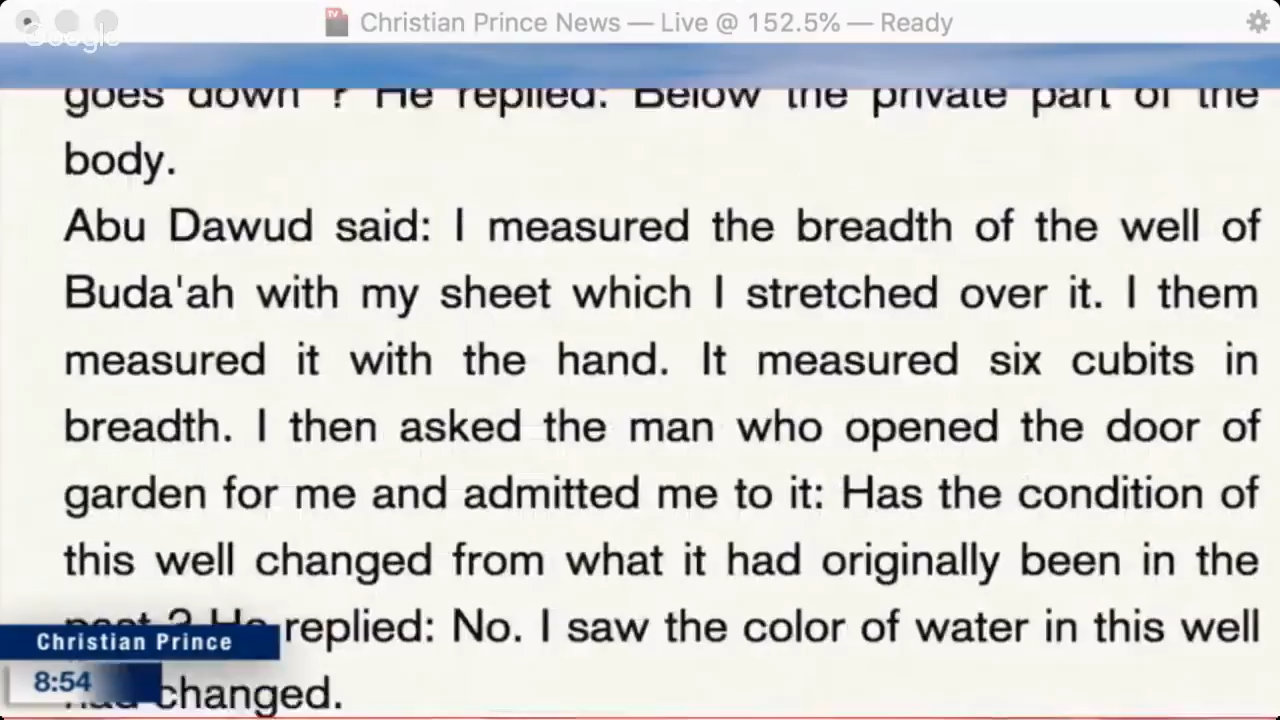 Christian Prince News — Live @ 152.5% — Ready
Google
goes down ? He replied: Below the private part of the
body.
Abu Dawud said: I measured the breadth of the well of
Buda'ah with my sheet which I stretched over it. I them
measured it with the hand. It measured six cubits in
breadth. I then asked the man who opened the door of
garden for me and admitted me to it: Has the condition of
this well changed from what it had originally been in the
past ? He replied: No. I saw the color of water in this well
had changed.
Christian Prince
8:54